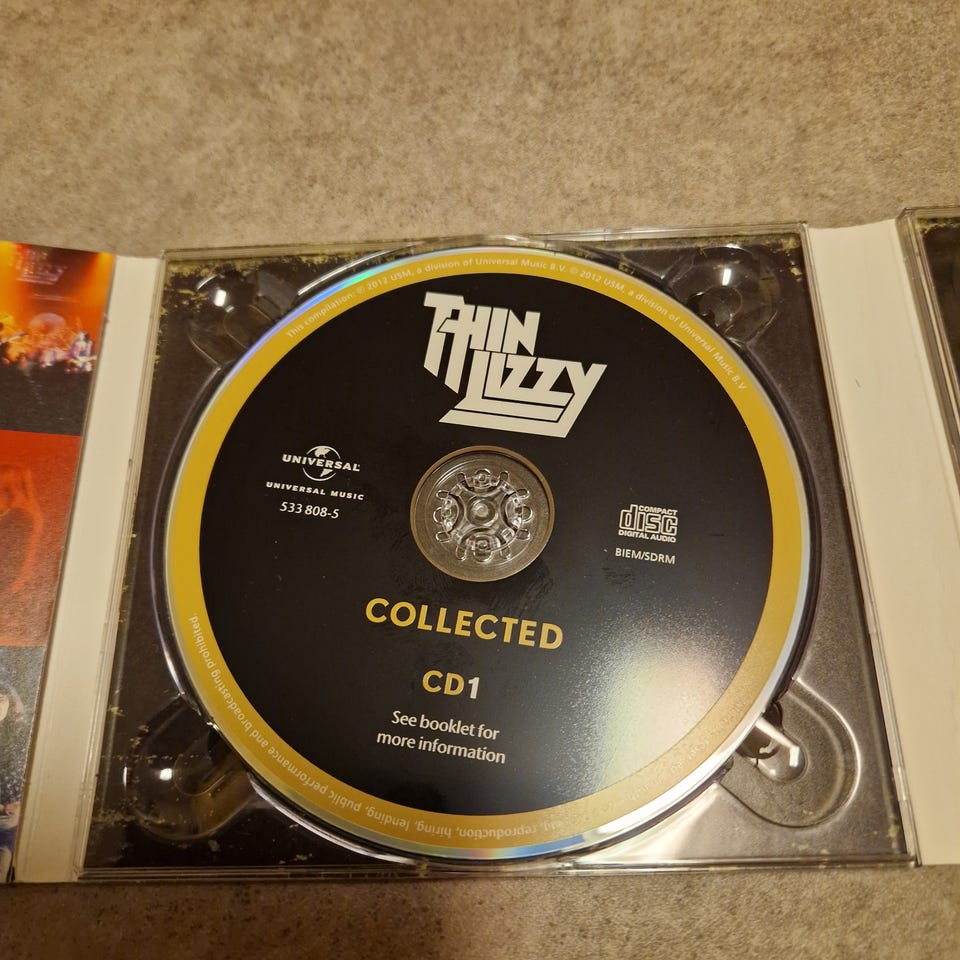 This compilation: ℗ 2012 USM, a division of Universal Music B.V. © 2012 USM, a division of Universal Music B.V.
THIN
LIZZY
UNIVERSAL
UNIVERSAL MUSIC
533 808-5
COMPACT
disc
DIGITAL AUDIO
BIEM/SDRM
COLLECTED
CD1
See booklet for
more information
reproduction, hiring, lending, public performance and broadcasting prohibited.